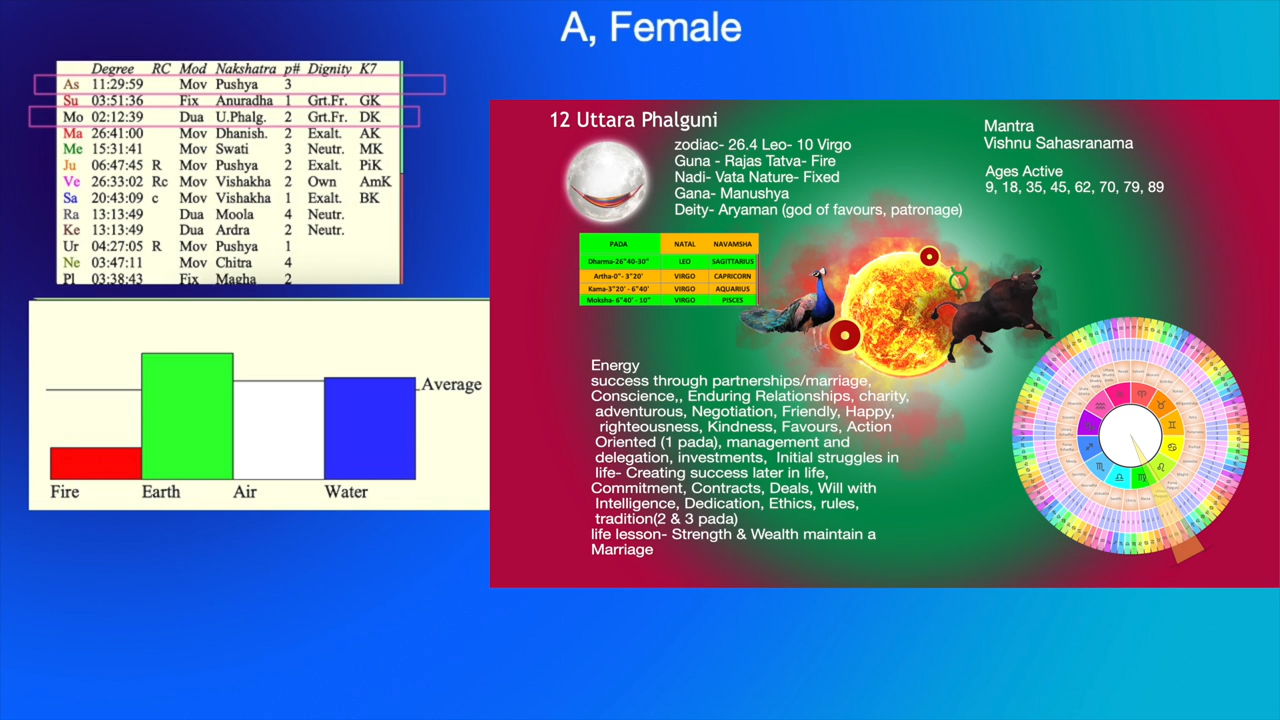 A, Female
Degree RC Mod Nakshatra p# Dignity K7
As 11:29:59 Mov Pushya 3
Su 03:51:36 Fix Anuradha 1 Grt.Fr. GK
Mo 02:12:39 Dua U.Phalg. 2 Grt.Fr. DK
Ma 26:41:00 Mov Dhanish. 2 Exalt. AK
Me 15:31:41 Mov Swati 3 Neutr. MK
Ju 06:47:45 R Mov Pushya 2 Exalt. PiK
Ve 26:33:02 Rc Mov Vishakha 2 Own AmK
Sa 20:43:09 c Mov Vishakha 1 Exalt. BK
Ra 13:13:49 Dua Moola 4 Neutr.
Ke 13:13:49 Dua Ardra 2 Neutr.
Ur 04:27:05 R Mov Pushya 1
Ne 03:47:11 Mov Chitra 4
Pl 03:38:43 Fix Magha 2
Average
Fire Earth Air Water
12 Uttara Phalguni
zodiac- 26.4 Leo- 10 Virgo
Guna - Rajas Tatva- Fire
Nadi- Vata Nature- Fixed
Gana- Manushya
Deity- Aryaman (god of favours, patronage)
Mantra
Vishnu Sahasranama
Ages Active
9, 18, 35, 45, 62, 70, 79, 89
PADA NATAL NAVAMSHA
Dharma-26°40-30° LEO SAGITTARIUS
Artha-0°- 3°20' VIRGO CAPRICORN
Kama-3°20' - 6°40' VIRGO AQUARIUS
Moksha- 6°40' - 10° VIRGO PISCES
Energy
success through partnerships/marriage,
Conscience,, Enduring Relationships, charity,
adventurous, Negotiation, Friendly, Happy,
righteousness, Kindness, Favours, Action
Oriented (1 pada), management and
delegation, investments, Initial struggles in
life- Creating success later in life,
Commitment, Contracts, Deals, Will with
Intelligence, Dedication, Ethics, rules,
tradition(2 & 3 pada)
life lesson- Strength & Wealth maintain a
Marriage